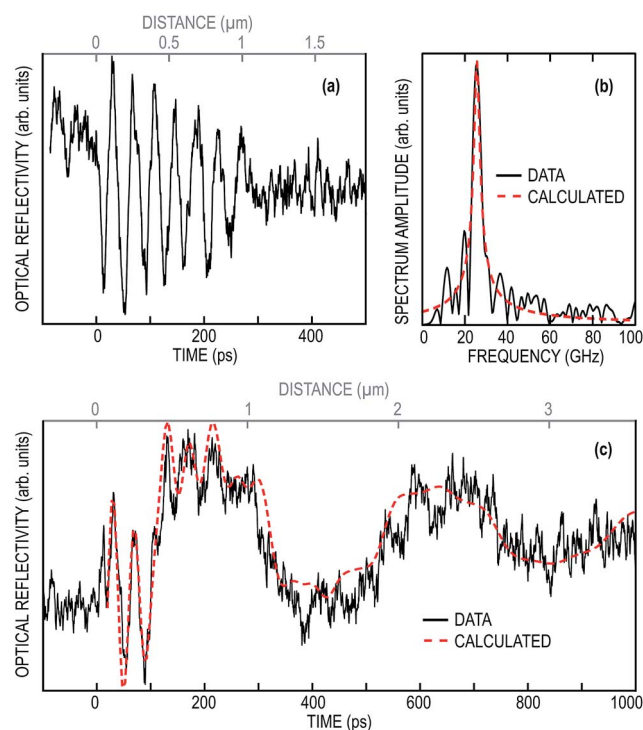 DISTANCE (μm)
0 0.5 1 1.5
(a)
OPTICAL REFLECTIVITY (arb. units)
0 200 400
TIME (ps)
(b)
SPECTRUM AMPLITUDE (arb. units)
DATA
CALCULATED
0 20 40 60 80 100
FREQUENCY (GHz)
DISTANCE (μm)
0 1 2 3
(c)
OPTICAL REFLECTIVITY (arb. units)
DATA
CALCULATED
0 200 400 600 800 1000
TIME (ps)